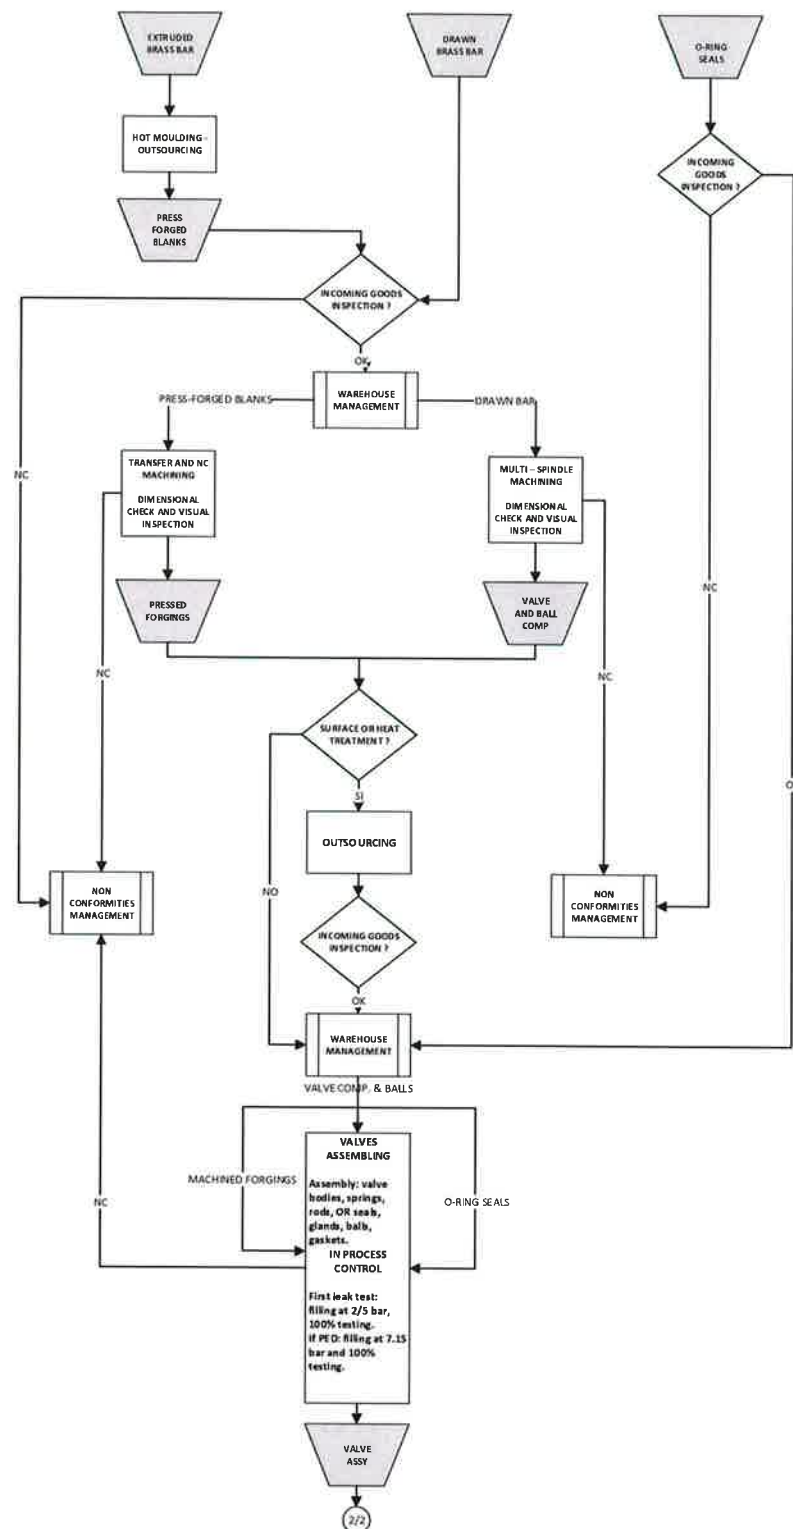 EXTRUDED
BRASS BAR
DRAWN
BRASS BAR
O-RING
SEALS
HOT MOULDING -
OUTSOURCING
INCOMING
GOODS
INSPECTION ?
PRESS
FORGED
BLANKS
INCOMING GOODS
INSPECTION ?
OK
WAREHOUSE
MANAGEMENT
PRESS-FORGED BLANKS
DRAWN BAR
NC
TRANSFER AND NC
MACHINING
DIMENSIONAL
CHECK AND VISUAL
INSPECTION
MULTI – SPINDLE
MACHINING
DIMENSIONAL
CHECK AND VISUAL
INSPECTION
NC
PRESSED
FORGINGS
VALVE
AND BALL
COMP
NC
NC
SURFACE OR HEAT
TREATMENT ?
SI
O
OUTSOURCING
NO
NON
CONFORMITIES
MANAGEMENT
NON
CONFORMITIES
MANAGEMENT
INCOMING GOODS
INSPECTION ?
OK
WAREHOUSE
MANAGEMENT
VALVE COMP. & BALLS
VALVES
ASSEMBLING
MACHINED FORGINGS
Assembly: valve
bodies, springs,
rods, OR seals,
glands, balls,
gaskets.
O-RING SEALS
NC
IN PROCESS
CONTROL
First leak test:
filling at 2/5 bar,
100% testing.
If PED: filling at 7.15
bar and 100%
testing.
VALVE
ASSY
2/2